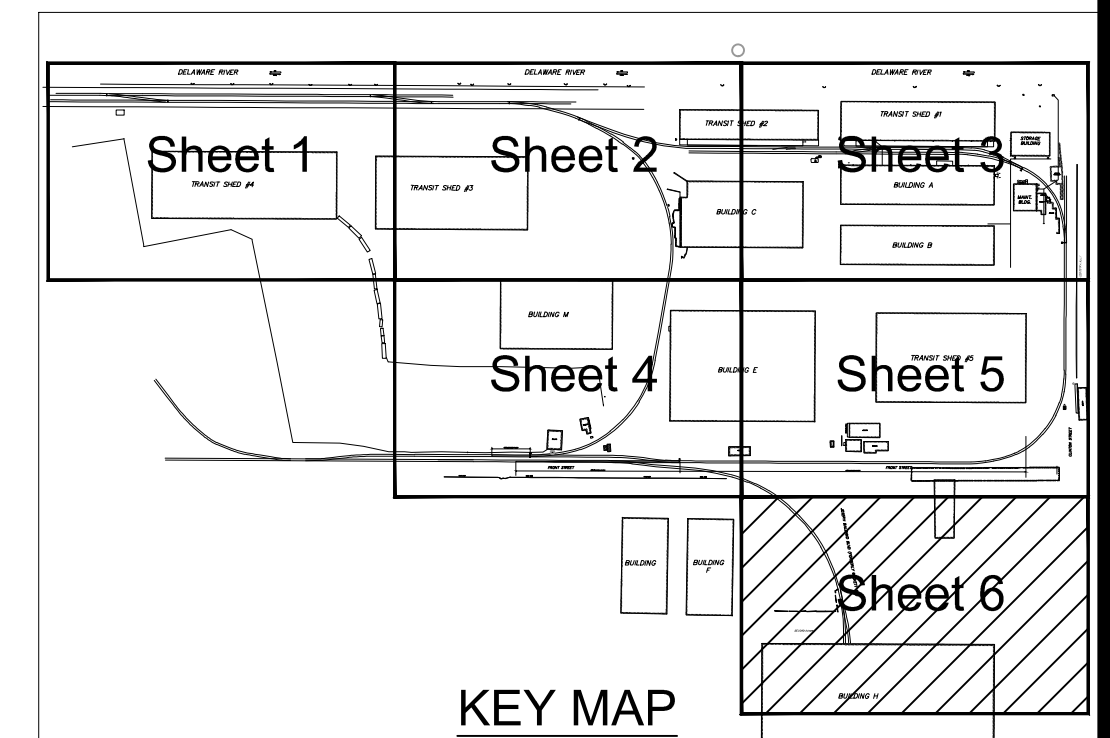 DELAWARE RIVER
DELAWARE RIVER
DELAWARE RIVER
TRANSIT SHED #2
TRANSIT SHED #1
Sheet 1
Sheet 2
Sheet 3
STORAGE
BUILDING
TRANSIT SHED #4
TRANSIT SHED #3
BUILDING A
MAINT.
BLDG.
BUILDING C
BUILDING B
BUILDING M
Sheet 4
BUILDING E
TRANSIT SHED #5
Sheet 5
CLINTON STREET
FRONT STREET
FRONT STREET
BUILDING
BUILDING
F
Sheet 6
BUILDING H
KEY MAP